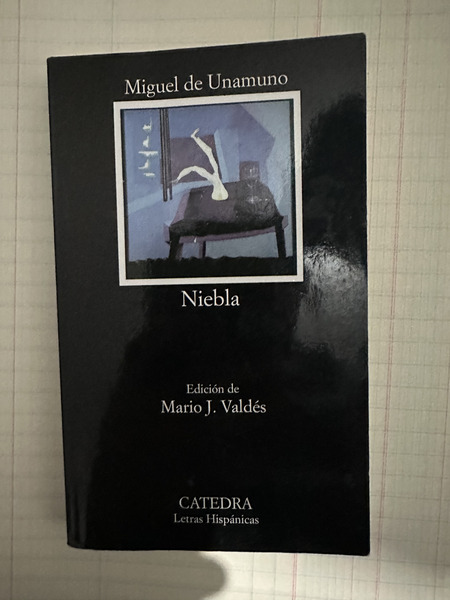 Miguel de Unamuno
Niebla
Edición de
Mario J. Valdés
CATEDRA
Letras Hispánicas